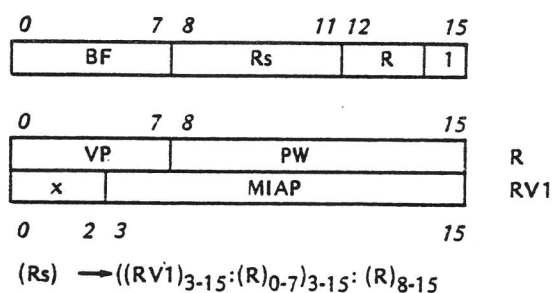 0 7 8 11 12 15
BF Rs R 1
0 7 8 15
VP PW R
x MIAP RV1
0 2 3 15
(Rs) → ((RV1)3-15:(R)0-7)3-15: (R)8-15